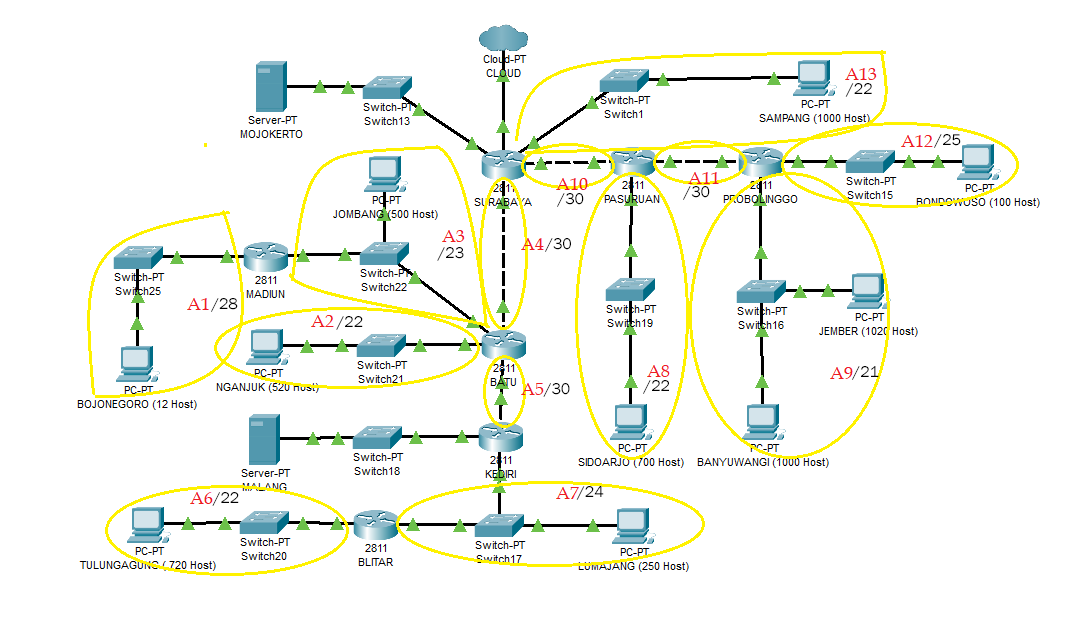 Cloud-PT
CLOUD
Server-PT
MOJOKERTO
Switch-PT
Switch13
Switch-PT
Switch1
PC-PT
SAMPANG (1000 Host)
A13
/22
2811
SURABAYA
A10
/30
2811
PASURUAN
A11
/30
2811
PROBOLINGGO
Switch-PT
Switch15
A12/25
PC-PT
BONDOWOSO (100 Host)
PC-PT
JOMBANG (500 Host)
A3
/23
A4/30
Switch-PT
Switch22
2811
MADIUN
Switch-PT
Switch25
A1/28
PC-PT
BOJONEGORO (12 Host)
A2/22
PC-PT
NGANJUK (520 Host)
Switch-PT
Switch21
2811
BATU
A5/30
Switch-PT
Switch19
A8
/22
PC-PT
SIDOARJO (700 Host)
Switch-PT
Switch16
PC-PT
JEMBER (1020 Host)
A9/21
PC-PT
BANYUWANGI (1000 Host)
Server-PT
MALANG
Switch-PT
Switch18
2811
KEDIRI
A6/22
PC-PT
TULUNGAGUNG ( 720 Host)
Switch-PT
Switch20
2811
BLITAR
A7/24
Switch-PT
Switch17
PC-PT
LUMAJANG (250 Host)